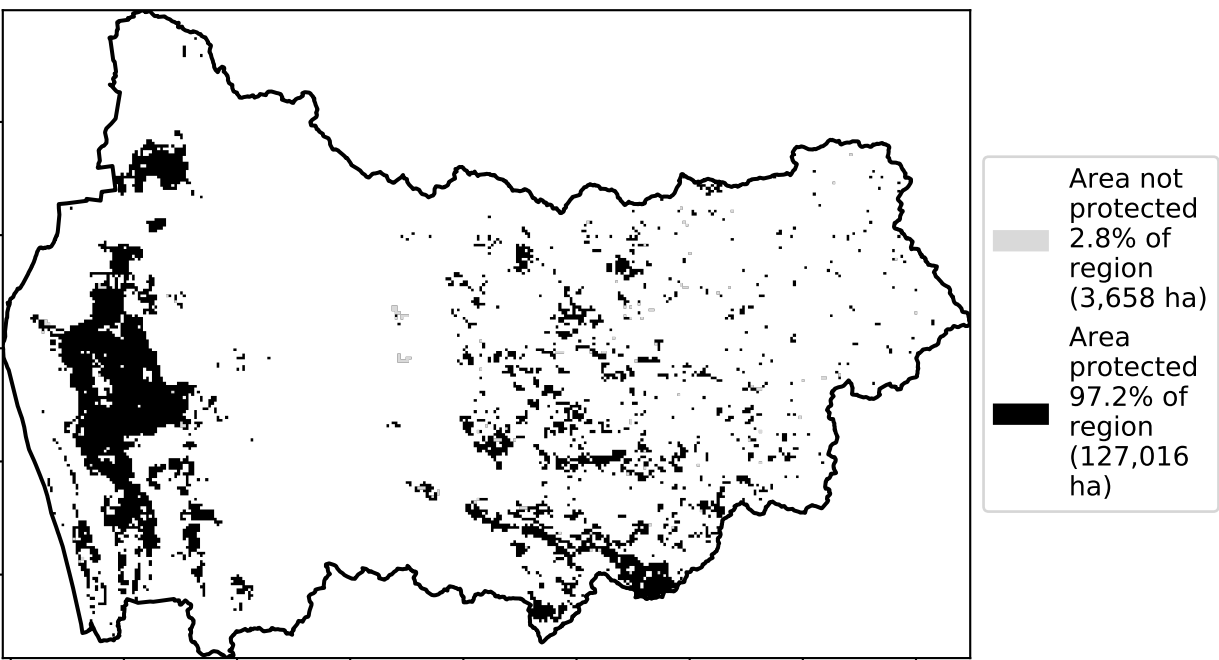 Area not
protected
2.8% of
region
(3,658 ha)
Area
protected
97.2% of
region
(127,016
ha)